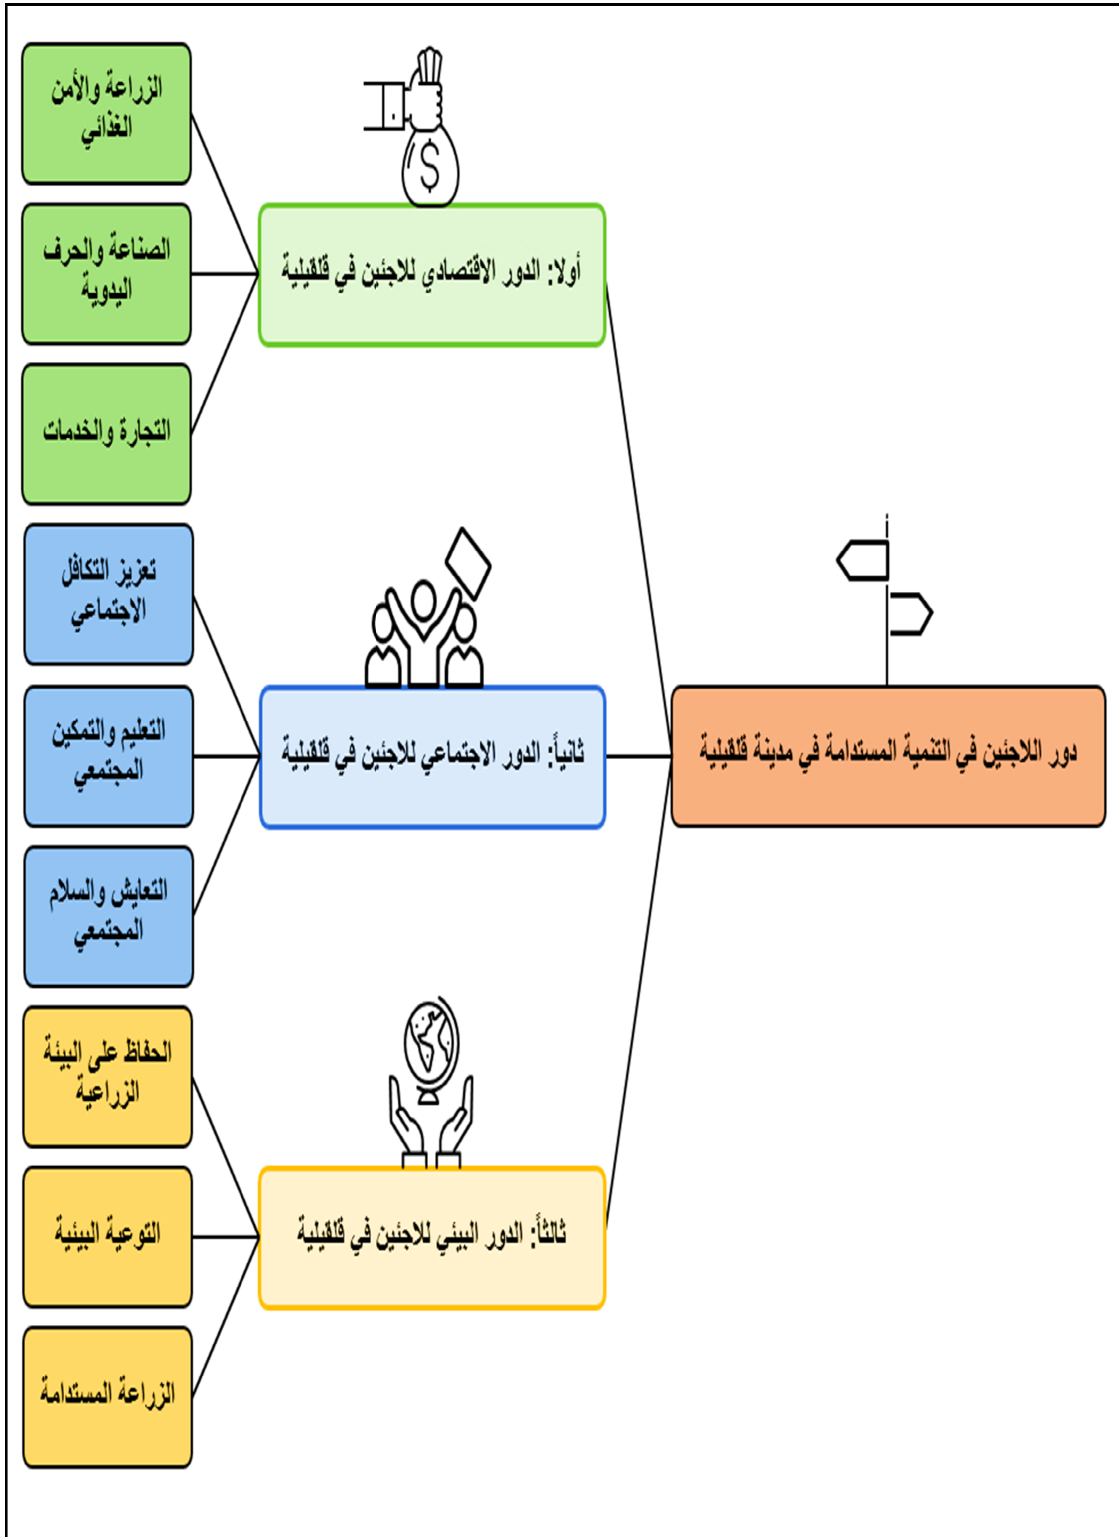 دور اللاجئين في التنمية المستدامة في مدينة قلقيلية
أولا: الدور الاقتصادي للاجئين في قلقيلية
الزراعة والأمن
الغذائي
الصناعة والحرف
اليدوية
التجارة والخدمات
ثانياً: الدور الاجتماعي للاجئين في قلقيلية
تعزيز التكافل
الاجتماعي
التعليم والتمكين
المجتمعي
التعايش والسلام
المجتمعي
ثالثاً: الدور البيئي للاجئين في قلقيلية
الحفاظ على البيئة
الزراعية
التوعية البيئية
الزراعة المستدامة
$